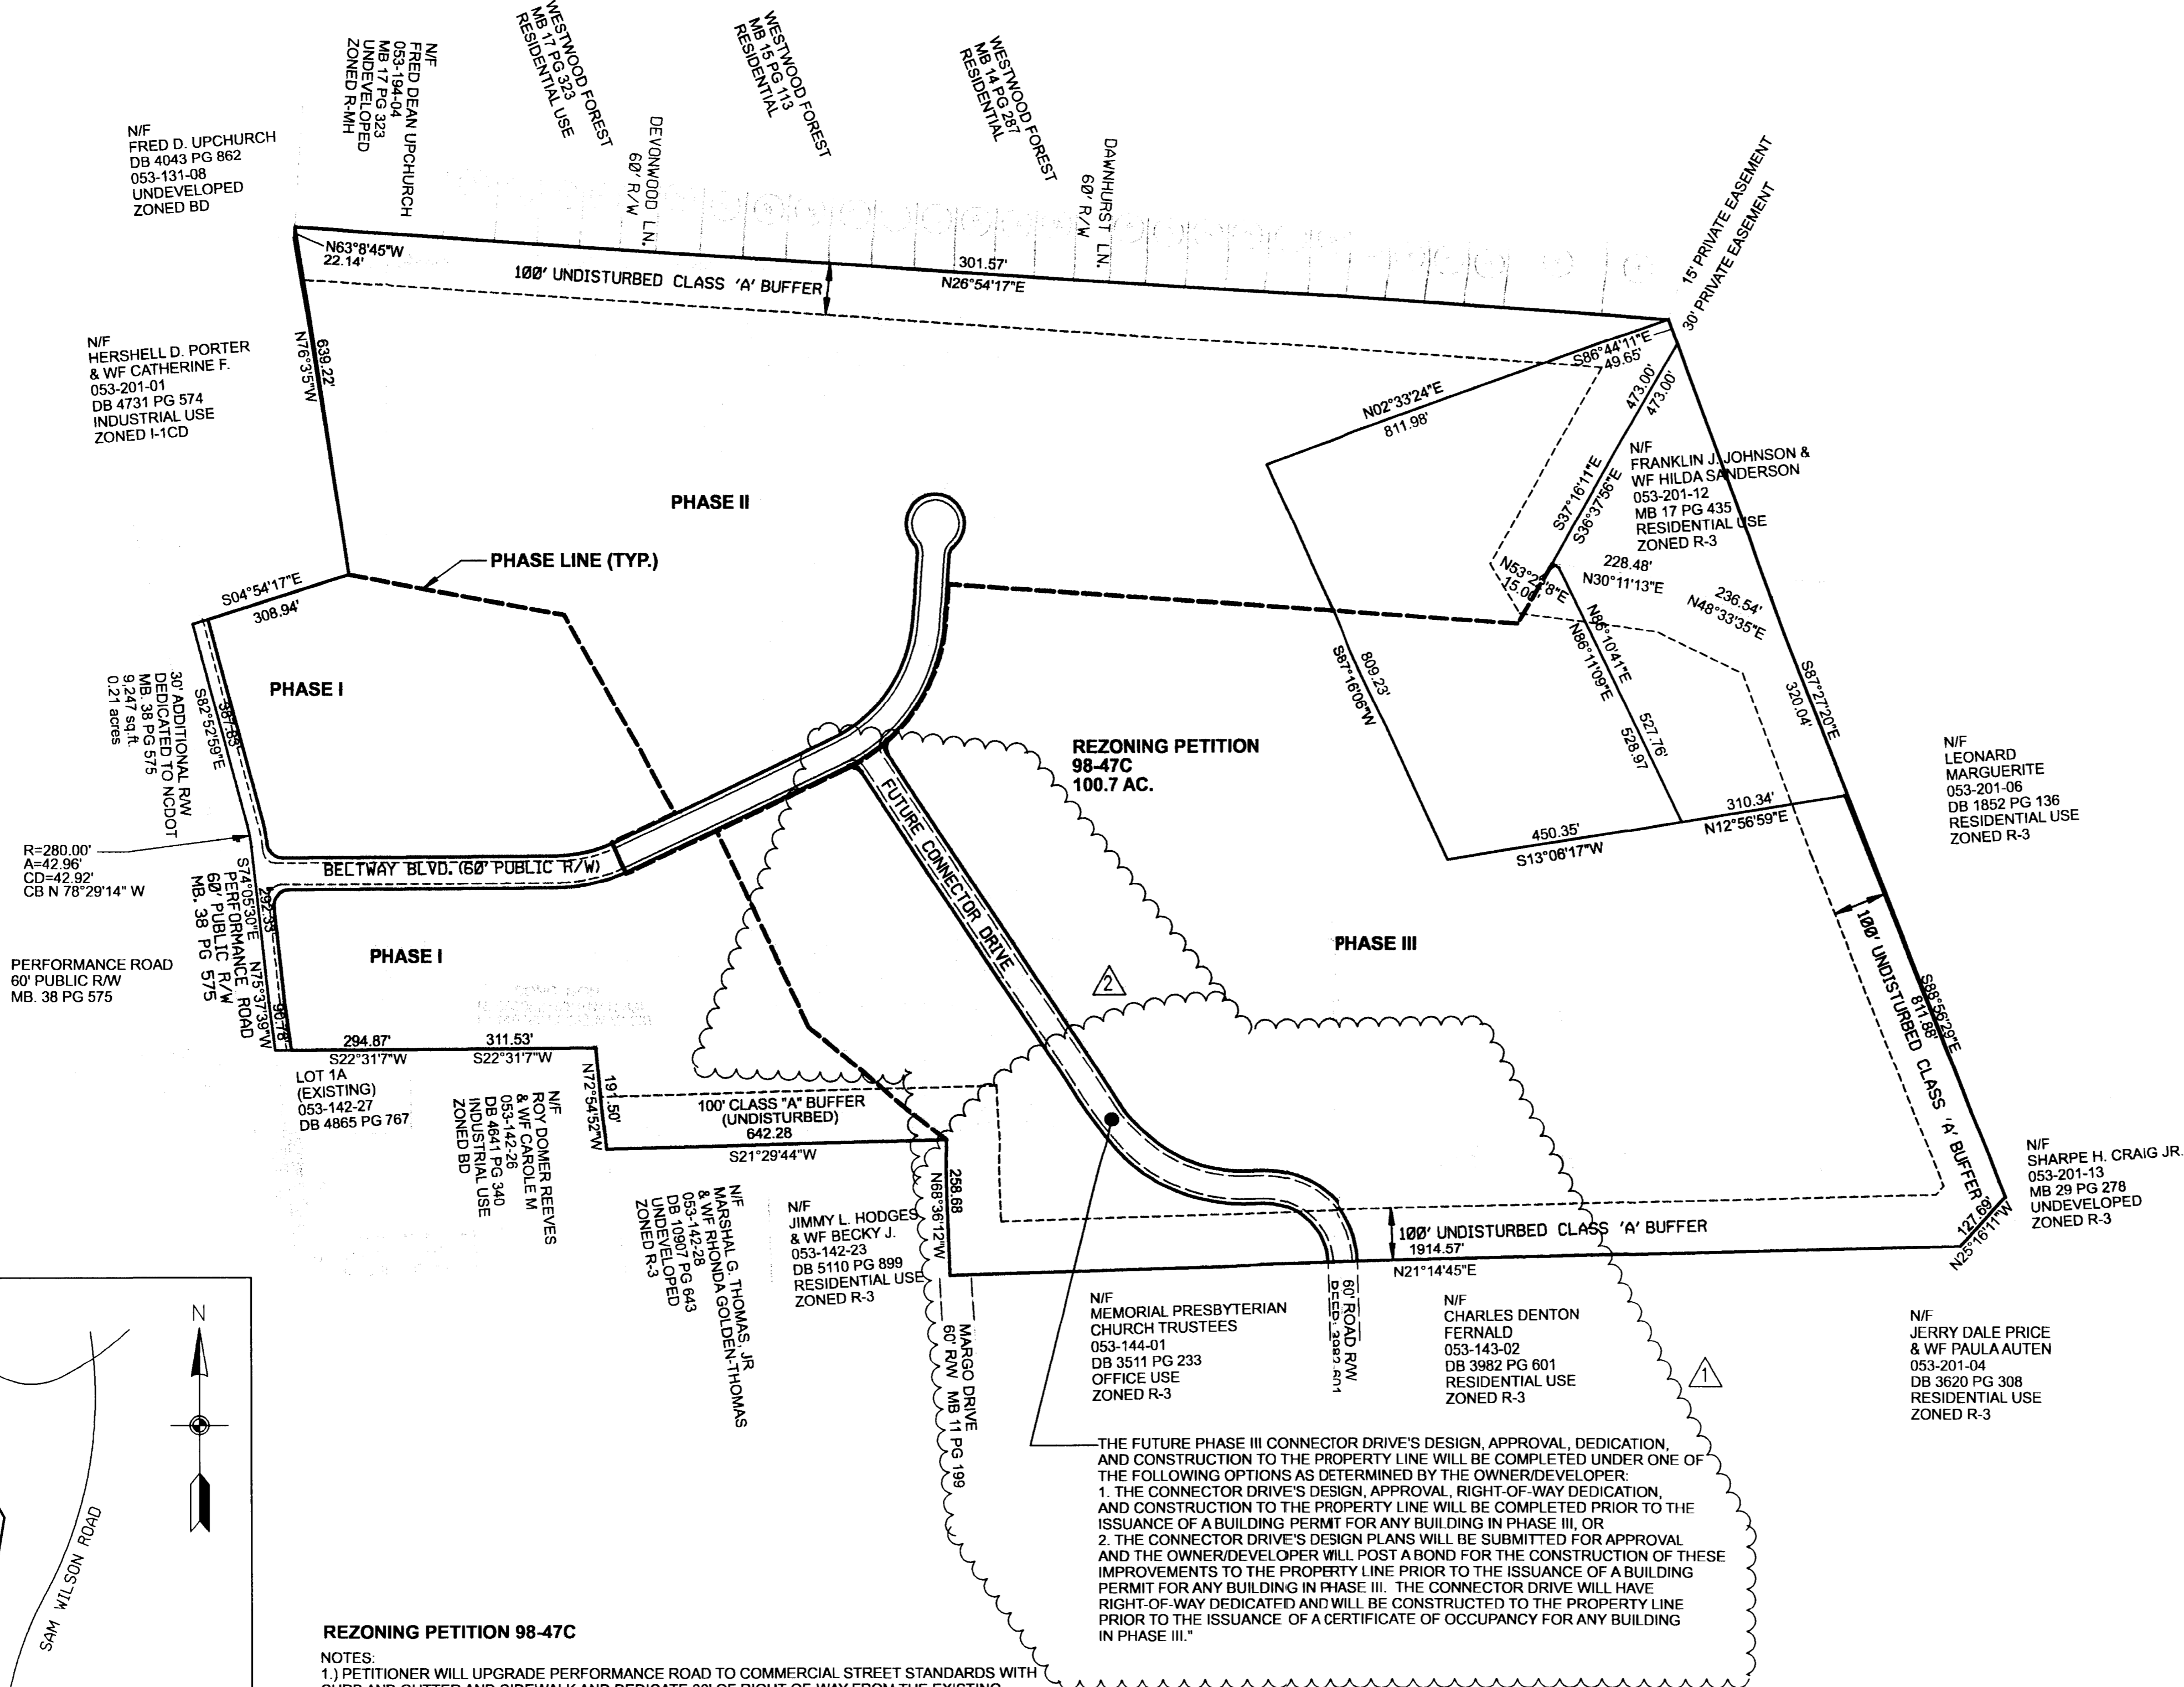 N/F
FRED D. UPCHURCH
DB 4043 PG 862
053-131-08
UNDEVELOPED
ZONED BD
N/F
FRED DEAN UPCHURCH
053-194-04
MB 17 PG 323
UNDEVELOPED
ZONED R-MH
WESTWOOD FOREST
MB 17 PG 323
RESIDENTIAL USE
DEVONWOOD LN.
60' R/W
WESTWOOD FOREST
MB 15 PG 113
RESIDENTIAL
WESTWOOD FOREST
MB 14 PG 287
RESIDENTIAL
DAWNHURST LN.
60' R/W
15' PRIVATE EASEMENT
30' PRIVATE EASEMENT
N63°8'45"W
22.14'
100' UNDISTURBED CLASS 'A' BUFFER
301.57'
N26°54'17"E
S86°44'11"E
49.65'
473.00'
473.00'
N02°33'24"E
811.98'
S37°16'11"E
S36°37'56"E
N/F
FRANKLIN J. JOHNSON &
WF HILDA SANDERSON
053-201-12
MB 17 PG 435
RESIDENTIAL USE
ZONED R-3
N/F
HERSHELL D. PORTER
& WF CATHERINE F.
053-201-01
DB 4731 PG 574
INDUSTRIAL USE
ZONED I-1CD
639.22'
N76°3'5"W
PHASE II
PHASE LINE (TYP.)
S04°54'17"E
308.94'
15.00'
228.48'
N30°11'13"E
236.54'
N48°33'35"E
N86°10'41"E
N86°11'09"E
527.76'
528.97
809.23'
S87°16'06"W
S87°27'20"E
320.04'
PHASE I
30' ADDITIONAL R/W
DEDICATED TO NCDOT
MB. 38 PG 575
9,247 sq.ft.
0.21 acres
387.83'
S82°52'59"E
REZONING PETITION
98-47C
100.7 AC.
N/F
LEONARD
MARGUERITE
053-201-06
DB 1852 PG 136
RESIDENTIAL USE
ZONED R-3
310.34'
N12°56'59"E
450.35'
S13°06'17"W
R=280.00'
A=42.96'
CD=42.92'
CB N 78°29'14" W
BELTWAY BLVD. (60' PUBLIC R/W)
FUTURE CONNECTOR DRIVE
S74°05'30"E
292.33'
PERFORMANCE ROAD
60' PUBLIC R/W
MB. 38 PG 575
N75°37'39"W
PHASE I
PHASE III
PERFORMANCE ROAD
60' PUBLIC R/W
MB. 38 PG 575
2
100' UNDISTURBED CLASS 'A' BUFFER
S88°56'29"E
811.88'
294.87'
S22°31'7"W
311.53'
S22°31'7"W
LOT 1A
(EXISTING)
053-142-27
DB 4865 PG 767
N/F
ROY DOMER REEVES
& WF CAROLE M
053-142-26
DB 4641 PG 340
INDUSTRIAL USE
ZONED BD
191.50'
N72°54'52"W
100' CLASS "A" BUFFER
(UNDISTURBED)
642.28
S21°29'44"W
N/F
MARSHAL G. THOMAS, JR
& WF RHONDA GOLDEN-THOMAS
053-142-28
DB 10907 PG 643
UNDEVELOPED
ZONED R-3
N/F
JIMMY L. HODGES
& WF BECKY J.
053-142-23
DB 5110 PG 899
RESIDENTIAL USE
ZONED R-3
258.68
N68°36'12"W
100' UNDISTURBED CLASS 'A' BUFFER
1914.57'
N21°14'45"E
127.69'
N25°16'11"W
N/F
SHARPE H. CRAIG JR.
053-201-13
MB 29 PG 278
UNDEVELOPED
ZONED R-3
MARGO DRIVE
60' R/W MB 11 PG 199
N/F
MEMORIAL PRESBYTERIAN
CHURCH TRUSTEES
053-144-01
DB 3511 PG 233
OFFICE USE
ZONED R-3
60' ROAD R/W
DEED: 3982-601
N/F
CHARLES DENTON
FERNALD
053-143-02
DB 3982 PG 601
RESIDENTIAL USE
ZONED R-3
1
N/F
JERRY DALE PRICE
& WF PAULA AUTEN
053-201-04
DB 3620 PG 308
RESIDENTIAL USE
ZONED R-3
THE FUTURE PHASE III CONNECTOR DRIVE'S DESIGN, APPROVAL, DEDICATION,
AND CONSTRUCTION TO THE PROPERTY LINE WILL BE COMPLETED UNDER ONE OF
THE FOLLOWING OPTIONS AS DETERMINED BY THE OWNER/DEVELOPER:
1. THE CONNECTOR DRIVE'S DESIGN, APPROVAL, RIGHT-OF-WAY DEDICATION,
AND CONSTRUCTION TO THE PROPERTY LINE WILL BE COMPLETED PRIOR TO THE
ISSUANCE OF A BUILDING PERMIT FOR ANY BUILDING IN PHASE III, OR
2. THE CONNECTOR DRIVE'S DESIGN PLANS WILL BE SUBMITTED FOR APPROVAL
AND THE OWNER/DEVELOPER WILL POST A BOND FOR THE CONSTRUCTION OF THESE
IMPROVEMENTS TO THE PROPERTY LINE PRIOR TO THE ISSUANCE OF A BUILDING
PERMIT FOR ANY BUILDING IN PHASE III. THE CONNECTOR DRIVE WILL HAVE
RIGHT-OF-WAY DEDICATED AND WILL BE CONSTRUCTED TO THE PROPERTY LINE
PRIOR TO THE ISSUANCE OF A CERTIFICATE OF OCCUPANCY FOR ANY BUILDING
IN PHASE III."
N
SAM WILSON ROAD
REZONING PETITION 98-47C
NOTES:
1.) PETITIONER WILL UPGRADE PERFORMANCE ROAD TO COMMERCIAL STREET STANDARDS WITH
CURB AND GUTTER AND SIDEWALK AND DEDICATE 30' OF RIGHT-OF-WAY FROM THE EXISTING